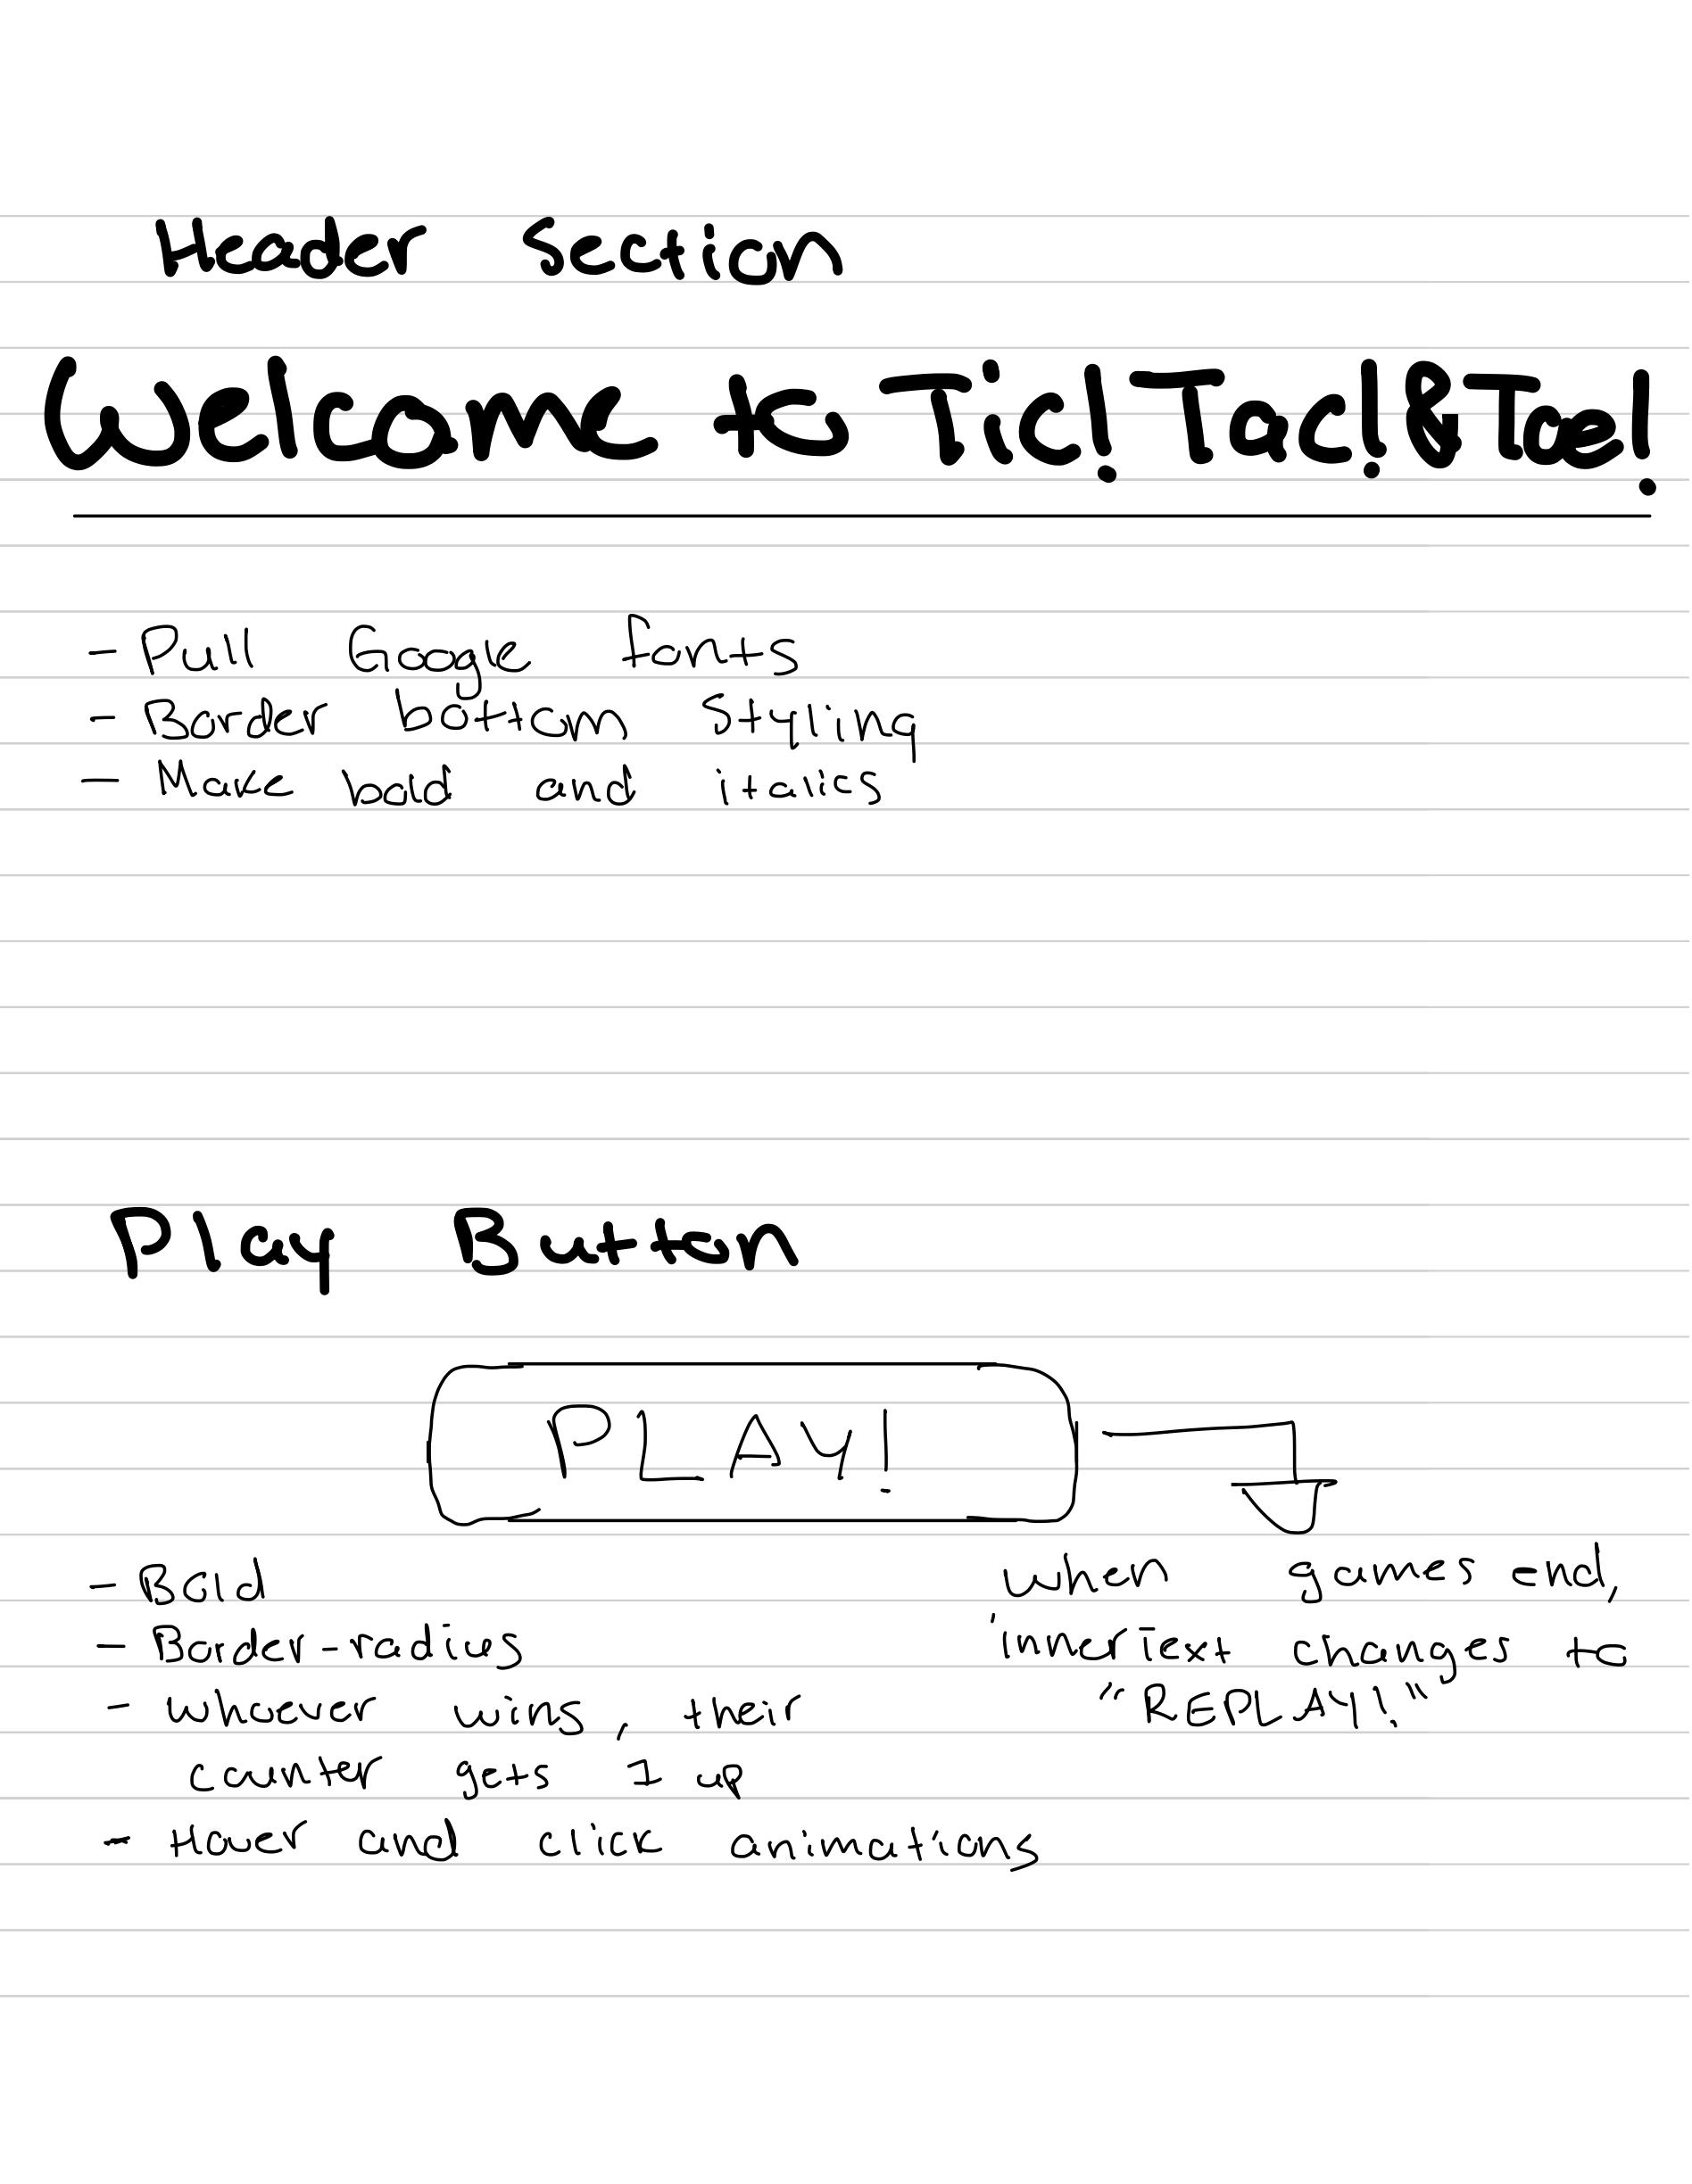 Header Section
Welcome to Tic! Tac! & Toe!
- Pull Google fonts
- Border bottom styling
- Make bold and italics
Play Button
PLAY!
- Bold
- Border-radius
- Whoever wins, their
counter gets 1 up
- Hover and click animations
when games end,
innerText changes to
"REPLAY!"